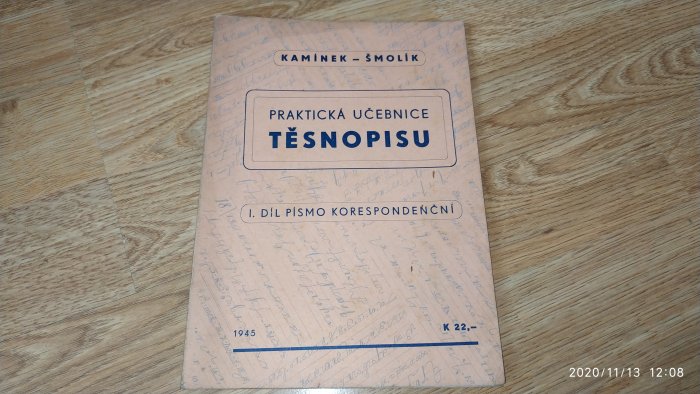 KAMÍNEK – ŠMOLÍK
PRAKTICKÁ UČEBNICE
TĚSNOPISU
I. DÍL PÍSMO KORESPONDENČNÍ
1945
K 22,–
2020/11/13 12:08